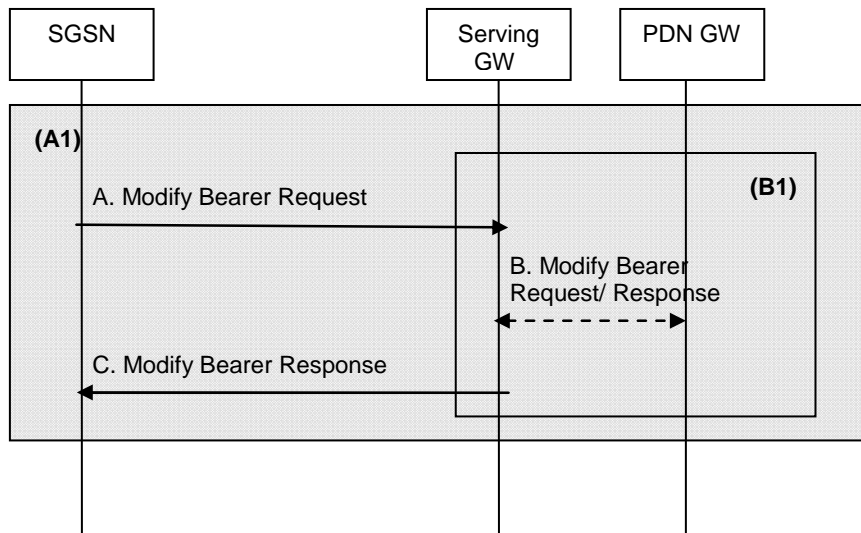 SGSN
Serving
GW
PDN GW
(A1)
(B1)
A. Modify Bearer Request
B. Modify Bearer
Request/ Response
C. Modify Bearer Response